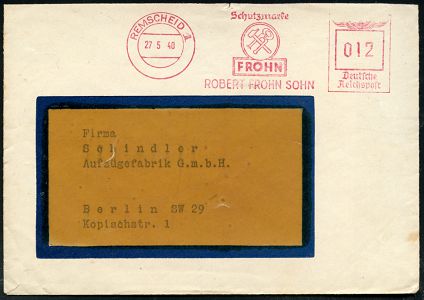 REMSCHEID 1
27 5 40
Schutzmarke
FROHN
ROBERT FROHN SOHN
012
Deutsche
Reichspost
Firma
Schindler
Aufzügefabrik G.m.b.H.
Berlin SW 29
Kopischstr. 1